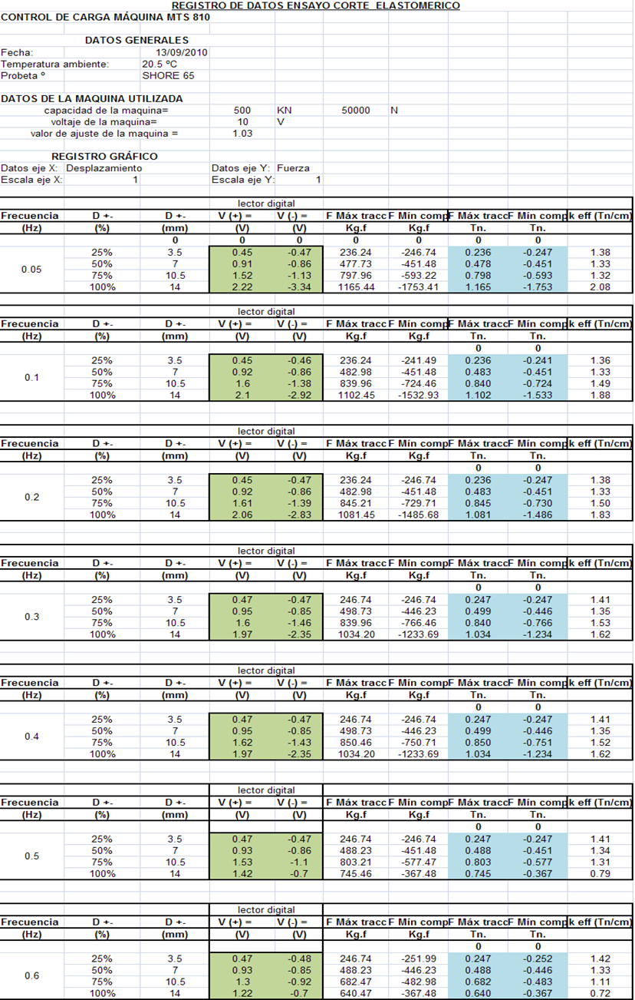 REGISTRO DE DATOS ENSAYO CORTE ELASTOMERICO
CONTROL DE CARGA MÁQUINA MTS 810
DATOS GENERALES
Fecha: 13/09/2010
Temperatura ambiente: 20.5 ºC
Probeta º SHORE 65
DATOS DE LA MAQUINA UTILIZADA
capacidad de la maquina= 500 KN 50000 N
voltaje de la maquina= 10 V
valor de ajuste de la maquina = 1.03
REGISTRO GRÁFICO
Datos eje X: Desplazamiento Datos eje Y: Fuerza
Escala eje X: 1 Escala eje Y: 1
lector digital
Frecuencia D +- D +- V (+) = V (-) = F Máx tracc F Mín comp F Máx tracc F Mín comp k eff (Tn/cm)
(Hz) (%) (mm) (V) (V) Kg.f Kg.f Tn. Tn.
0 0 0 0 0 0 0
25% 3.5 0.45 -0.47 236.24 -246.74 0.236 -0.247 1.38
0.05 50% 7 0.91 -0.86 477.73 -451.48 0.478 -0.451 1.33
75% 10.5 1.52 -1.13 797.96 -593.22 0.798 -0.593 1.32
100% 14 2.22 -3.34 1165.44 -1753.41 1.165 -1.753 2.08
lector digital
Frecuencia D +- D +- V (+) = V (-) = F Máx tracc F Mín comp F Máx tracc F Mín comp k eff (Tn/cm)
(Hz) (%) (mm) (V) (V) Kg.f Kg.f Tn. Tn.
0 0
25% 3.5 0.45 -0.46 236.24 -241.49 0.236 -0.241 1.36
0.1 50% 7 0.92 -0.86 482.98 -451.48 0.483 -0.451 1.33
75% 10.5 1.6 -1.38 839.96 -724.46 0.840 -0.724 1.49
100% 14 2.1 -2.92 1102.45 -1532.93 1.102 -1.533 1.88
lector digital
Frecuencia D +- D +- V (+) = V (-) = F Máx tracc F Mín comp F Máx tracc F Mín comp k eff (Tn/cm)
(Hz) (%) (mm) (V) (V) Kg.f Kg.f Tn. Tn.
0 0
25% 3.5 0.45 -0.47 236.24 -246.74 0.236 -0.247 1.38
0.2 50% 7 0.92 -0.86 482.98 -451.48 0.483 -0.451 1.33
75% 10.5 1.61 -1.39 845.21 -729.71 0.845 -0.730 1.50
100% 14 2.06 -2.83 1081.45 -1485.68 1.081 -1.486 1.83
lector digital
Frecuencia D +- D +- V (+) = V (-) = F Máx tracc F Mín comp F Máx tracc F Mín comp k eff (Tn/cm)
(Hz) (%) (mm) (V) (V) Kg.f Kg.f Tn. Tn.
0 0
25% 3.5 0.47 -0.47 246.74 -246.74 0.247 -0.247 1.41
0.3 50% 7 0.95 -0.85 498.73 -446.23 0.499 -0.446 1.35
75% 10.5 1.6 -1.46 839.96 -766.46 0.840 -0.766 1.53
100% 14 1.97 -2.35 1034.20 -1233.69 1.034 -1.234 1.62
lector digital
Frecuencia D +- D +- V (+) = V (-) = F Máx tracc F Mín comp F Máx tracc F Mín comp k eff (Tn/cm)
(Hz) (%) (mm) (V) (V) Kg.f Kg.f Tn. Tn.
0 0
25% 3.5 0.47 -0.47 246.74 -246.74 0.247 -0.247 1.41
0.4 50% 7 0.95 -0.85 498.73 -446.23 0.499 -0.446 1.35
75% 10.5 1.62 -1.43 850.46 -750.71 0.850 -0.751 1.52
100% 14 1.97 -2.35 1034.20 -1233.69 1.034 -1.234 1.62
lector digital
Frecuencia D +- D +- V (+) = V (-) = F Máx tracc F Mín comp F Máx tracc F Mín comp k eff (Tn/cm)
(Hz) (%) (mm) (V) (V) Kg.f Kg.f Tn. Tn.
0 0
25% 3.5 0.47 -0.47 246.74 -246.74 0.247 -0.247 1.41
0.5 50% 7 0.93 -0.86 488.23 -451.48 0.488 -0.451 1.34
75% 10.5 1.53 -1.1 803.21 -577.47 0.803 -0.577 1.31
100% 14 1.42 -0.7 745.46 -367.48 0.745 -0.367 0.79
lector digital
Frecuencia D +- D +- V (+) = V (-) = F Máx tracc F Mín comp F Máx tracc F Mín comp k eff (Tn/cm)
(Hz) (%) (mm) (V) (V) Kg.f Kg.f Tn. Tn.
0 0
25% 3.5 0.47 -0.48 246.74 -251.99 0.247 -0.252 1.42
0.6 50% 7 0.93 -0.85 488.23 -446.23 0.488 -0.446 1.33
75% 10.5 1.3 -0.92 682.47 -482.98 0.682 -0.483 1.11
100% 14 1.22 -0.7 640.47 -367.48 0.640 -0.367 0.72